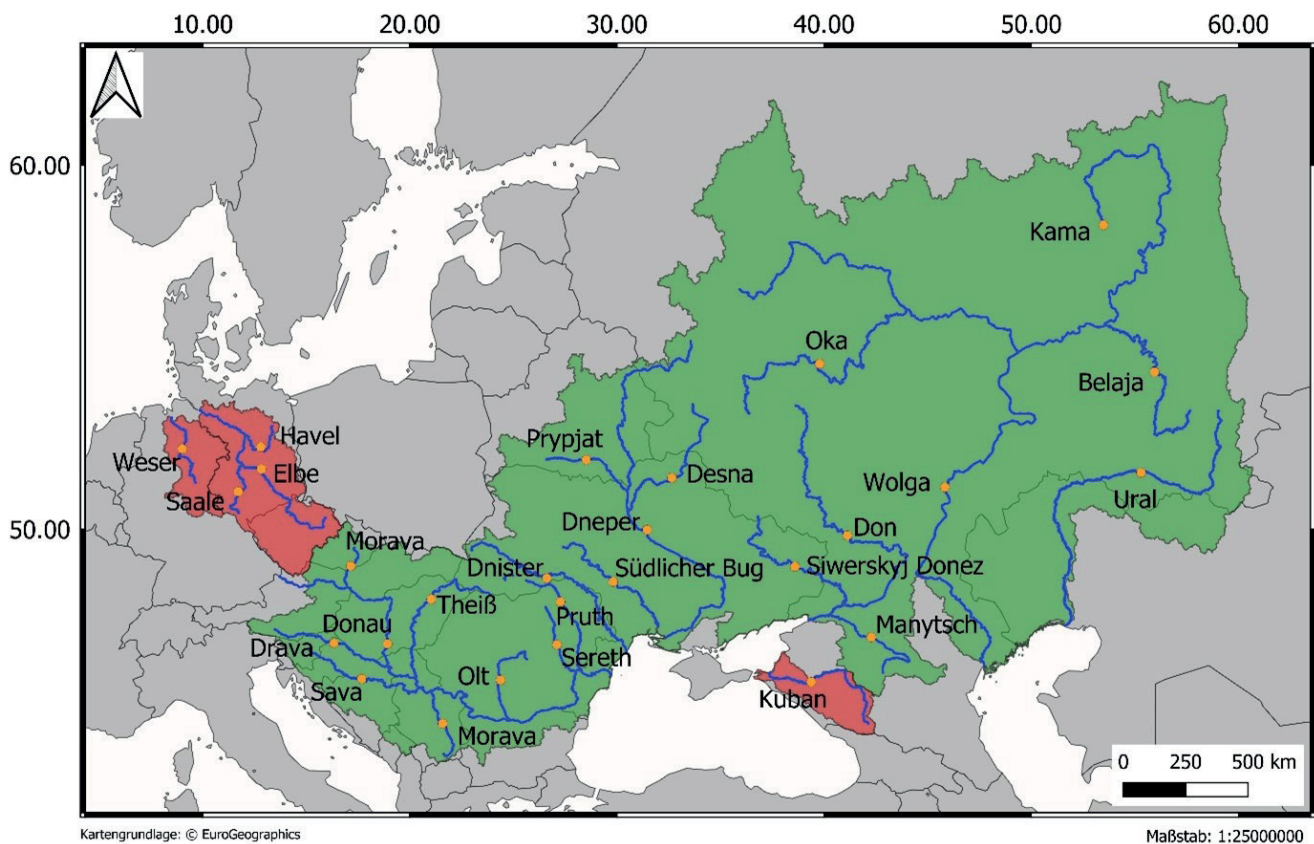 10.00 20.00 30.00 40.00 50.00 60.00
60.00
Kama
Oka
Belaja
Havel
Prypjat
Weser
Elbe
Desna
Saale
Wolga
Ural
Dneper
Don
50.00
Morava
Dnister
Südlicher Bug
Siwerskyj Donez
Theiß
Pruth
Donau
Manytsch
Drava
Sereth
Olt
Sava
Kuban
Morava
0 250 500 km
Kartengrundlage: © EuroGeographics
Maßstab: 1:25000000